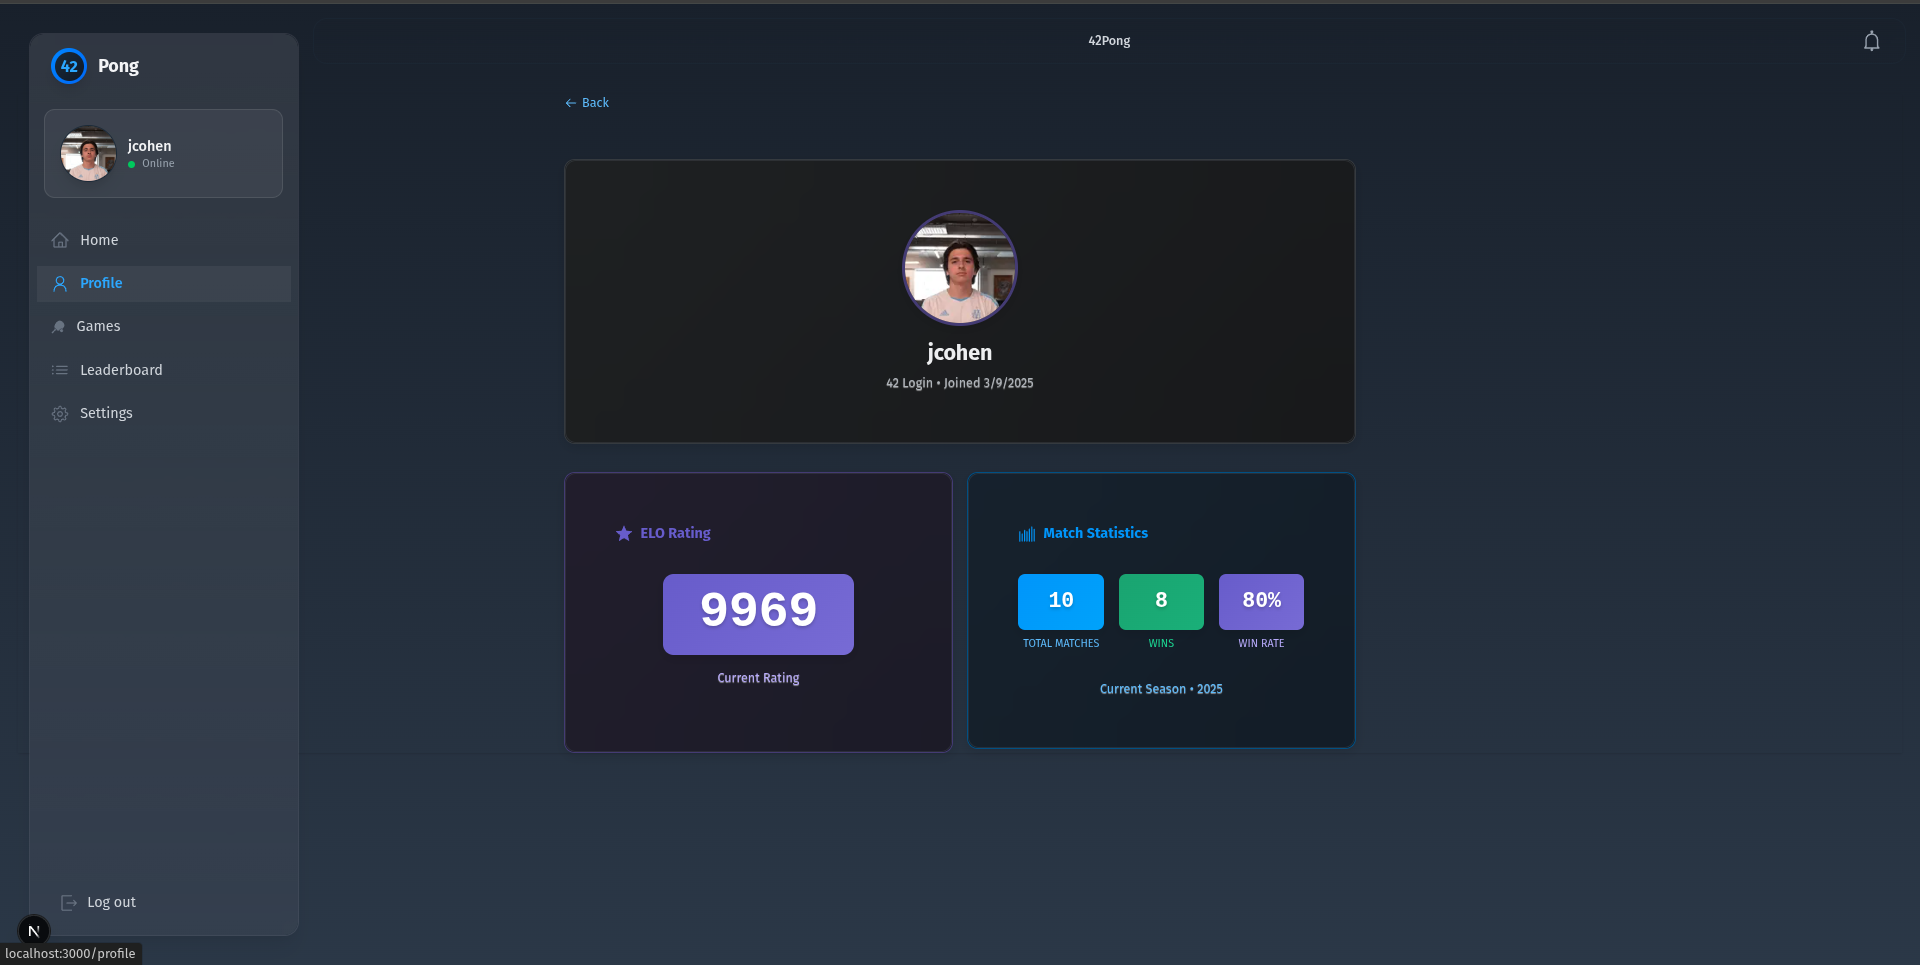 42Pong
42 Pong
jcohen
Online
Home
Profile
Games
Leaderboard
Settings
Log out
N
localhost:3000/profile
← Back
jcohen
42 Login • Joined 3/9/2025
ELO Rating
9969
Current Rating
Match Statistics
10 8 80%
TOTAL MATCHES WINS WIN RATE
Current Season • 2025